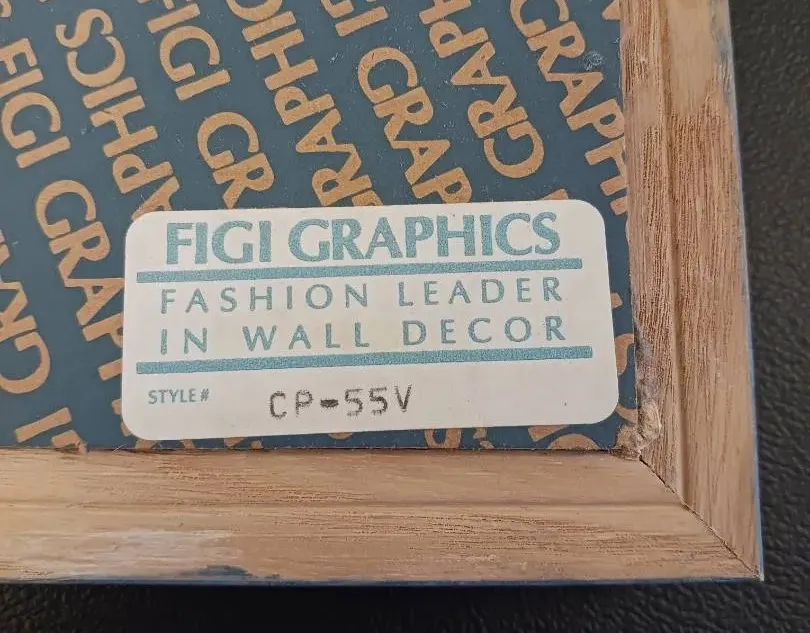 FIGI GRAPHICS
FASHION LEADER
IN WALL DECOR
STYLE# CP-55V